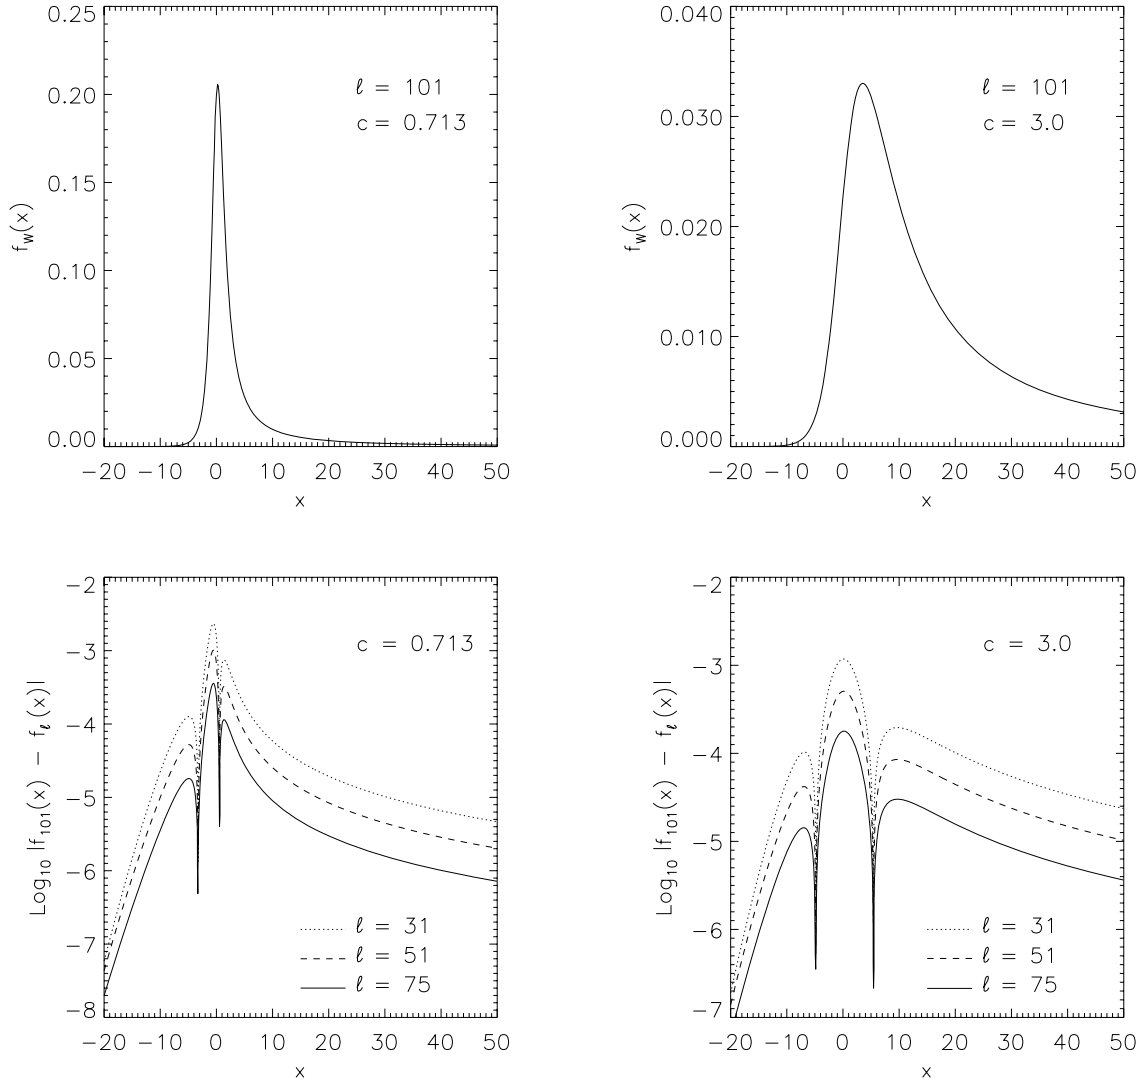 0.25
0.20
0.15
0.10
0.05
0.00
f_W(x)
ℓ = 101
c = 0.713
−20 −10 0 10 20 30 40 50
x
0.040
0.030
0.020
0.010
0.000
f_W(x)
ℓ = 101
c = 3.0
−20 −10 0 10 20 30 40 50
x
−2
−3
−4
−5
−6
−7
−8
Log₁₀ |f₁₀₁(x) − f_ℓ(x)|
c = 0.713
ℓ = 31
ℓ = 51
ℓ = 75
−20 −10 0 10 20 30 40 50
x
−2
−3
−4
−5
−6
−7
Log₁₀ |f₁₀₁(x) − f_ℓ(x)|
c = 3.0
ℓ = 31
ℓ = 51
ℓ = 75
−20 −10 0 10 20 30 40 50
x